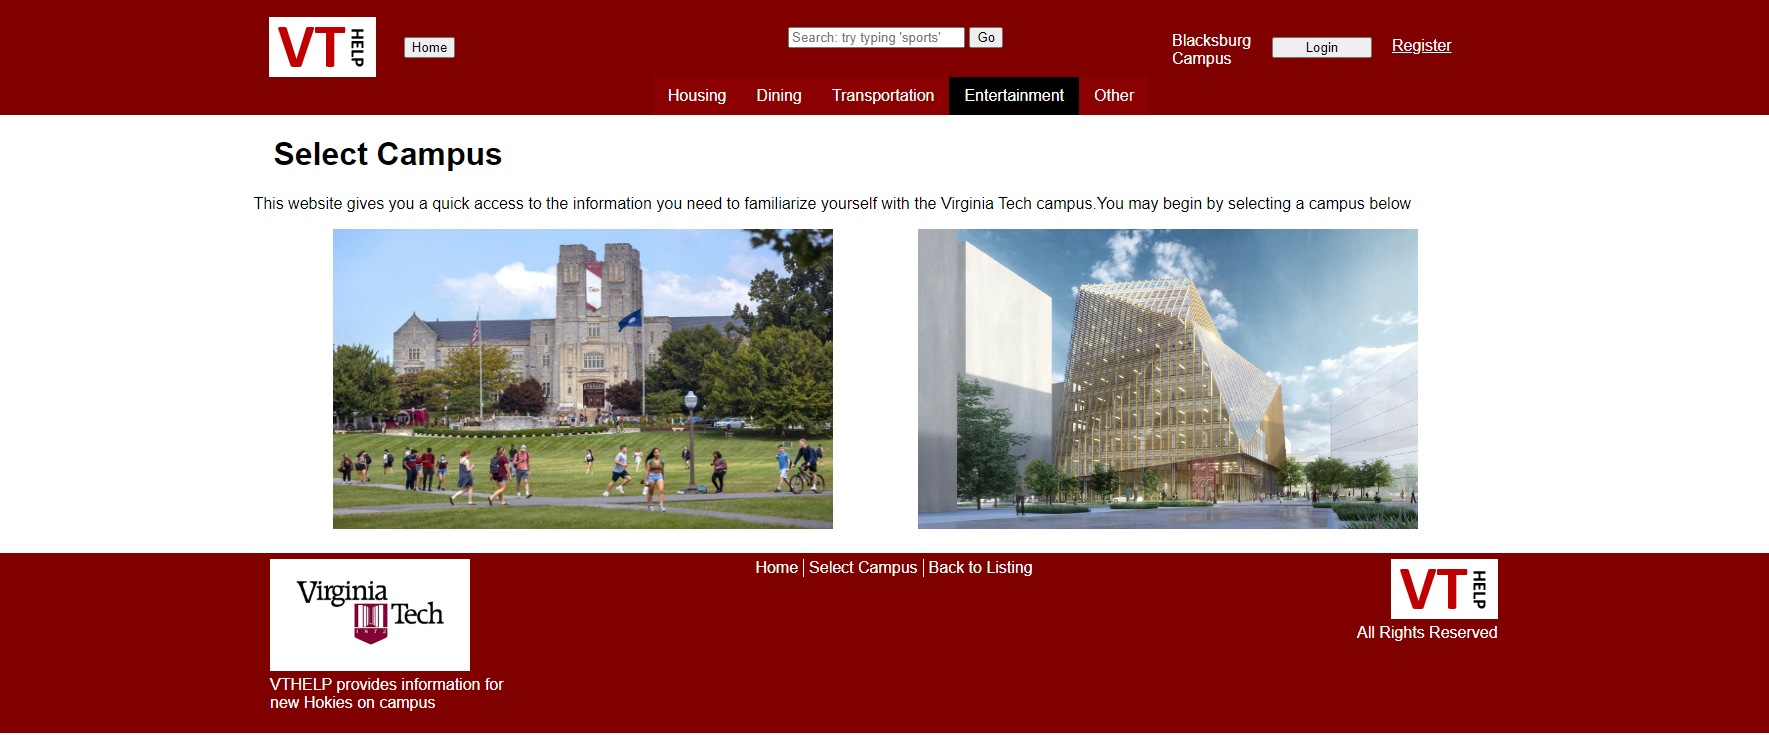 VT HELP
Home
Search: try typing 'sports'
Go
Blacksburg
Campus
Login
Register
Housing
Dining
Transportation
Entertainment
Other
Select Campus
This website gives you a quick access to the information you need to familiarize yourself with the Virginia Tech campus.You may begin by selecting a campus below
Virginia
Tech
1872
VTHELP provides information for
new Hokies on campus
Home
Select Campus
Back to Listing
VT HELP
All Rights Reserved